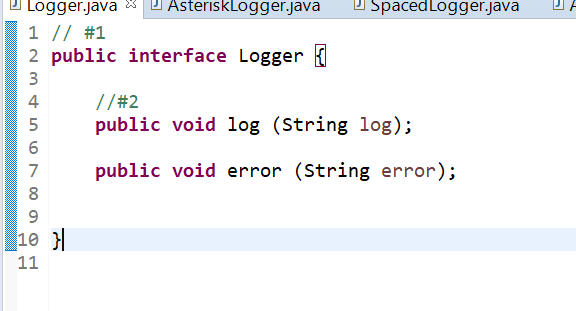 Logger.java AsteriskLogger.java SpacedLogger.java
1 // #1
2 public interface Logger {
3
4 //#2
5 public void log (String log);
6
7 public void error (String error);
8
9
10 }
11